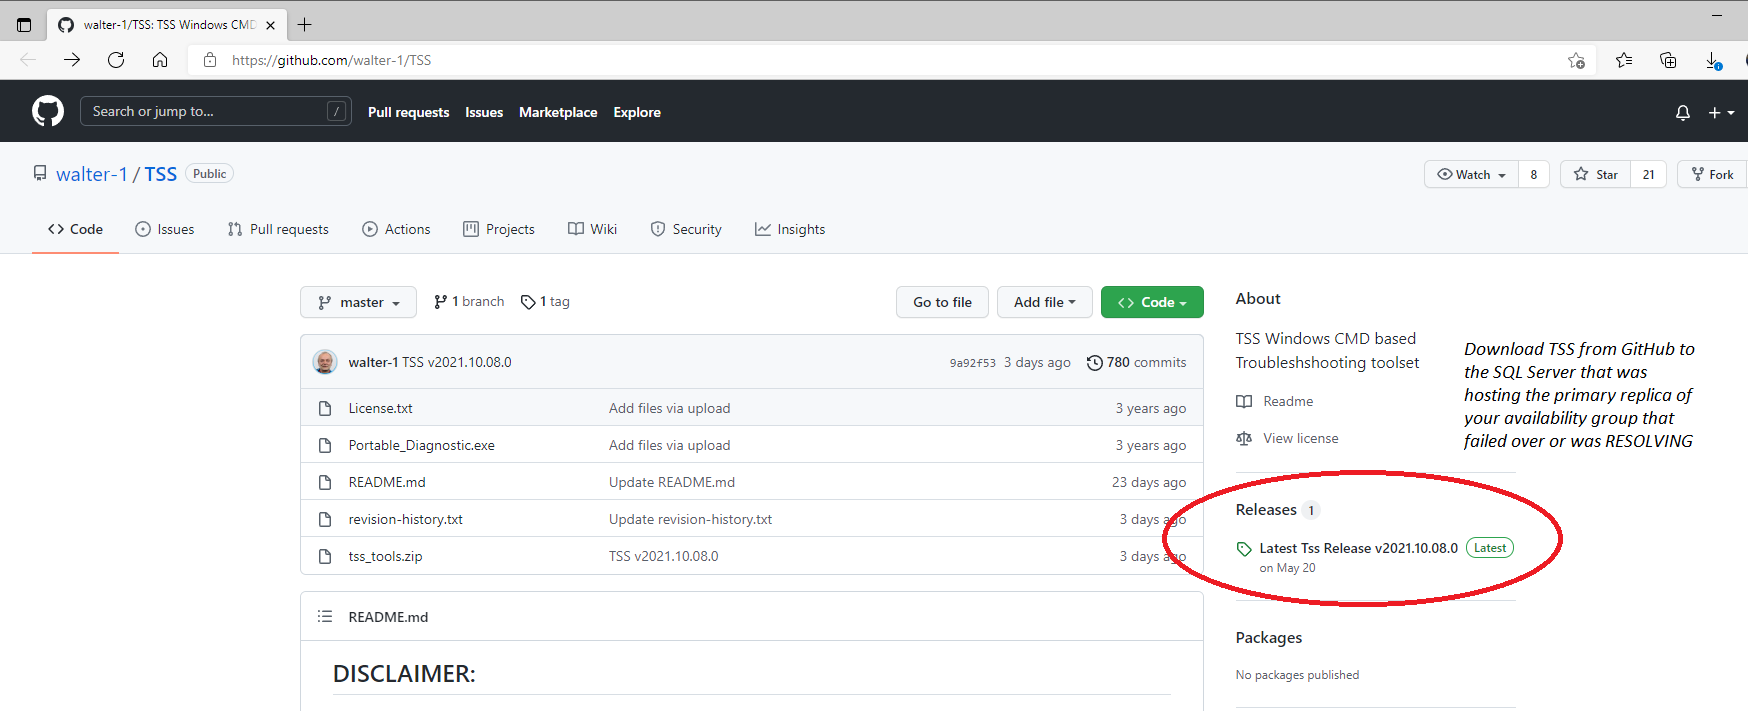 walter-1/TSS: TSS Windows CMD
https://github.com/walter-1/TSS
Search or jump to... /
Pull requests Issues Marketplace Explore
walter-1 / TSS Public
Watch 8 Star 21 Fork
Code Issues Pull requests Actions Projects Wiki Security Insights
master 1 branch 1 tag Go to file Add file Code
walter-1 TSS v2021.10.08.0 9a92f53 3 days ago 780 commits
License.txt Add files via upload 3 years ago
Portable_Diagnostic.exe Add files via upload 3 years ago
README.md Update README.md 23 days ago
revision-history.txt Update revision-history.txt 3 days ago
tss_tools.zip TSS v2021.10.08.0 3 days ago
README.md
DISCLAIMER:
About
TSS Windows CMD based
Troubleshshooting toolset
Readme
View license
Download TSS from GitHub to
the SQL Server that was
hosting the primary replica of
your availability group that
failed over or was RESOLVING
Releases 1
Latest Tss Release v2021.10.08.0 Latest
on May 20
Packages
No packages published